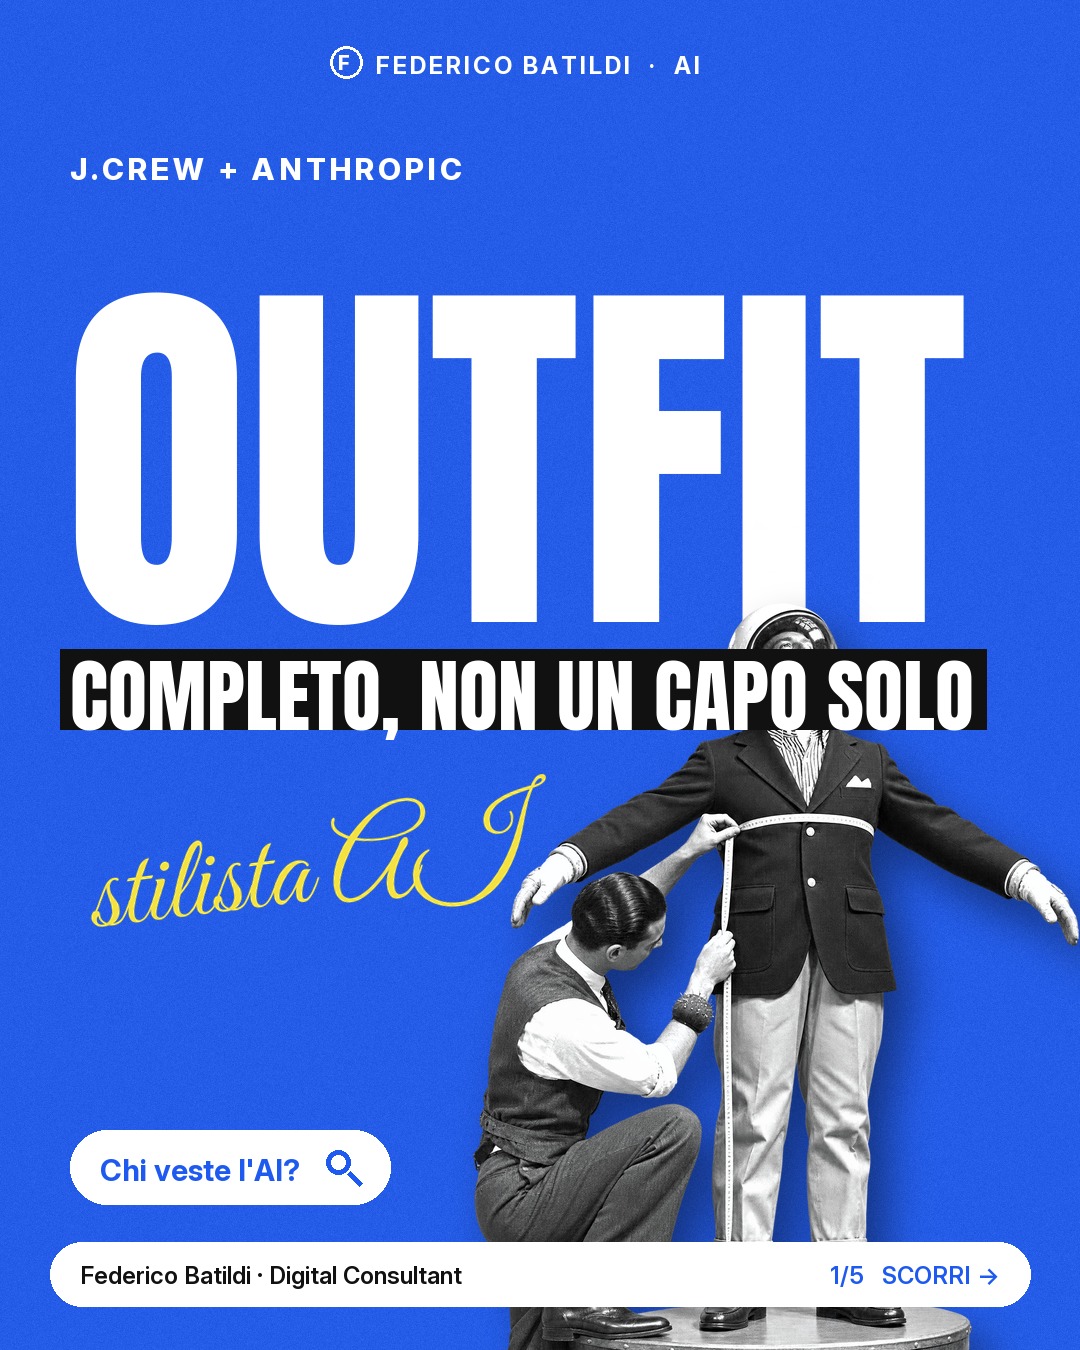 F FEDERICO BATILDI · AI
J.CREW + ANTHROPIC
OUTFIT
COMPLETO, NON UN CAPO SOLO
stilista AI
Chi veste l'AI?
Federico Batildi · Digital Consultant 1/5 SCORRI →